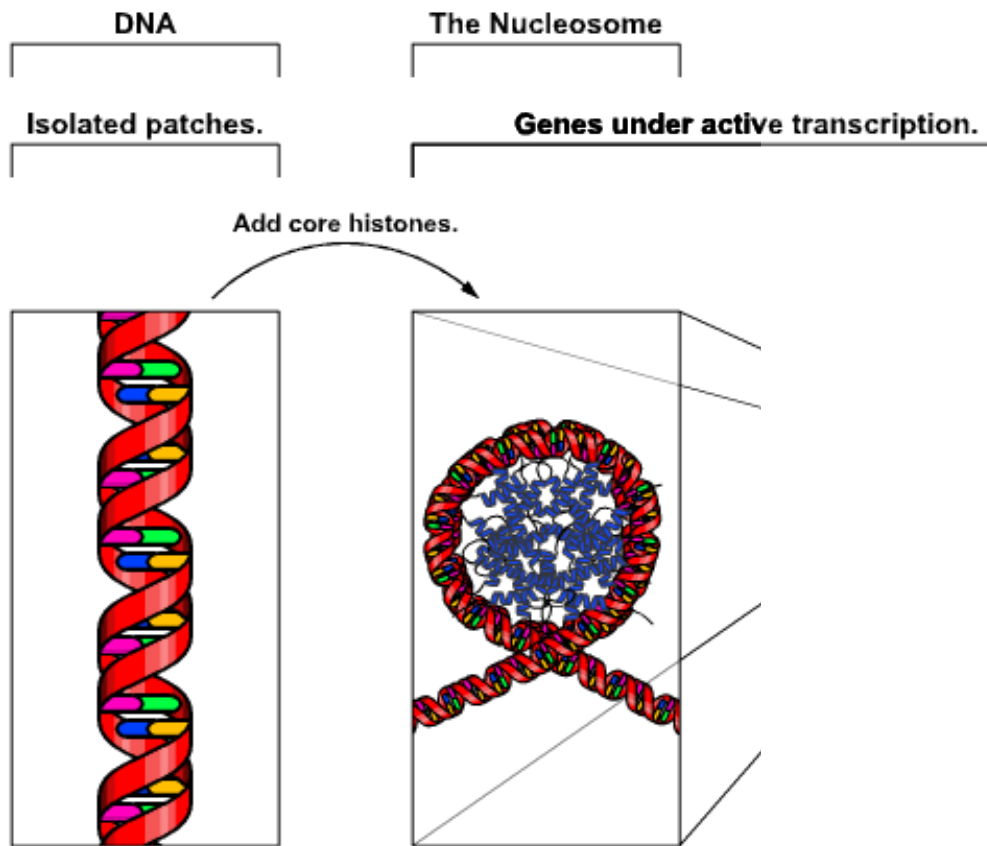 DNA
The Nucleosome
Isolated patches.
Genes under active transcription.
Add core histones.